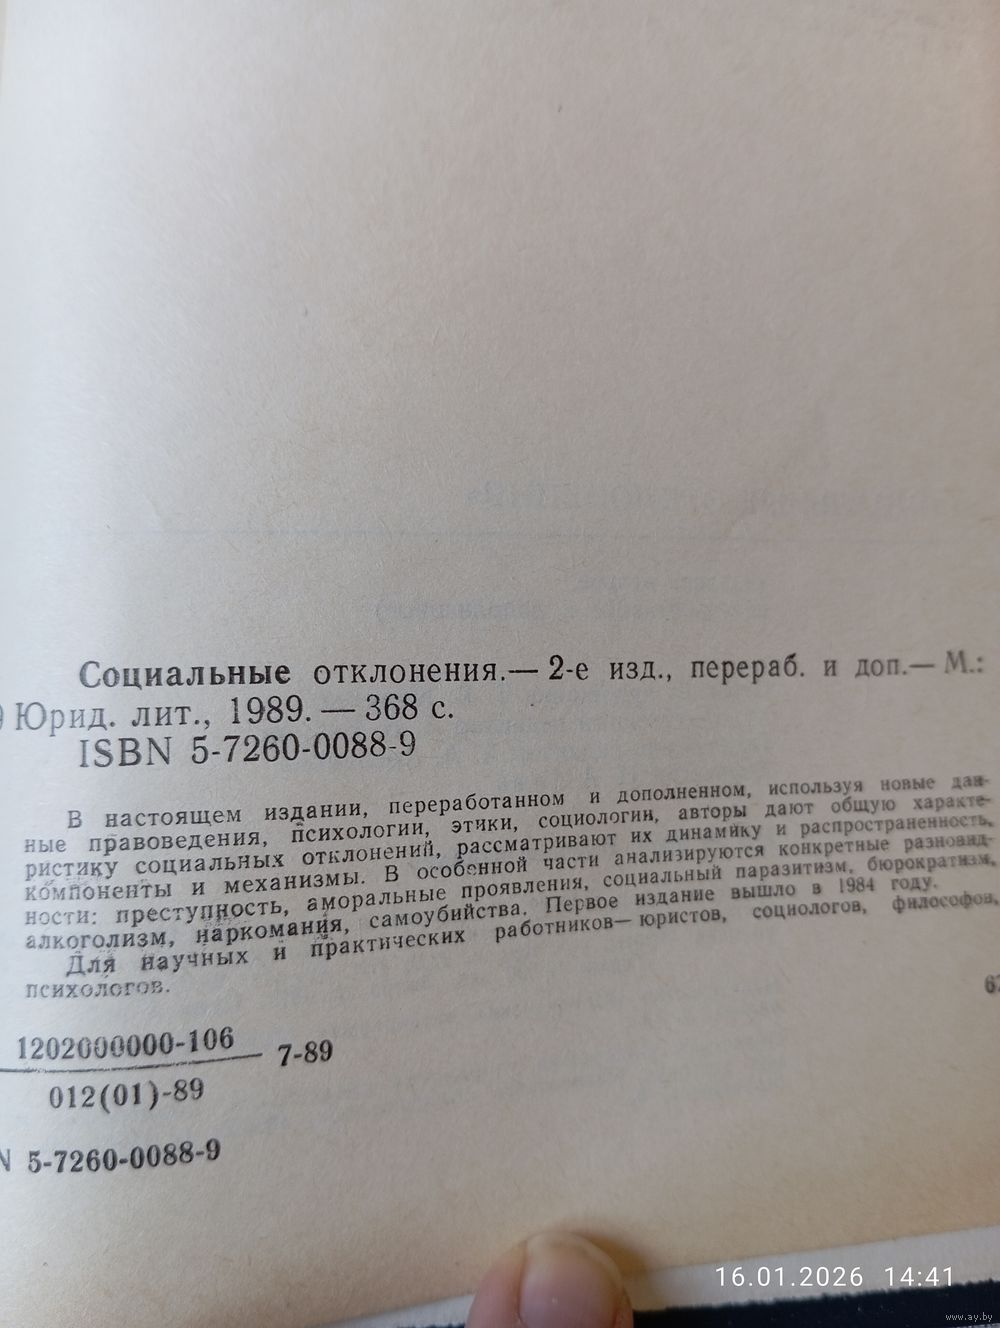 Социальные отклонения.— 2-е изд., перераб. и доп.— М.:
Юрид. лит., 1989. — 368 с.
ISBN 5-7260-0088-9
В настоящем издании, переработанном и дополненном, используя новые дан-
ные правоведения, психологии, этики, социологии, авторы дают общую характе-
ристику социальных отклонений, рассматривают их динамику и распространенность,
компоненты и механизмы. В особенной части анализируются конкретные разновид-
ности: преступность, аморальные проявления, социальный паразитизм, бюрократизм,
алкоголизм, наркомания, самоубийства. Первое издание вышло в 1984 году.
Для научных и практических работников— юристов, социологов, философов,
психологов.
1202000000-106
7-89
012(01)-89
N 5-7260-0088-9
16.01.2026 14:41
www.ay.by